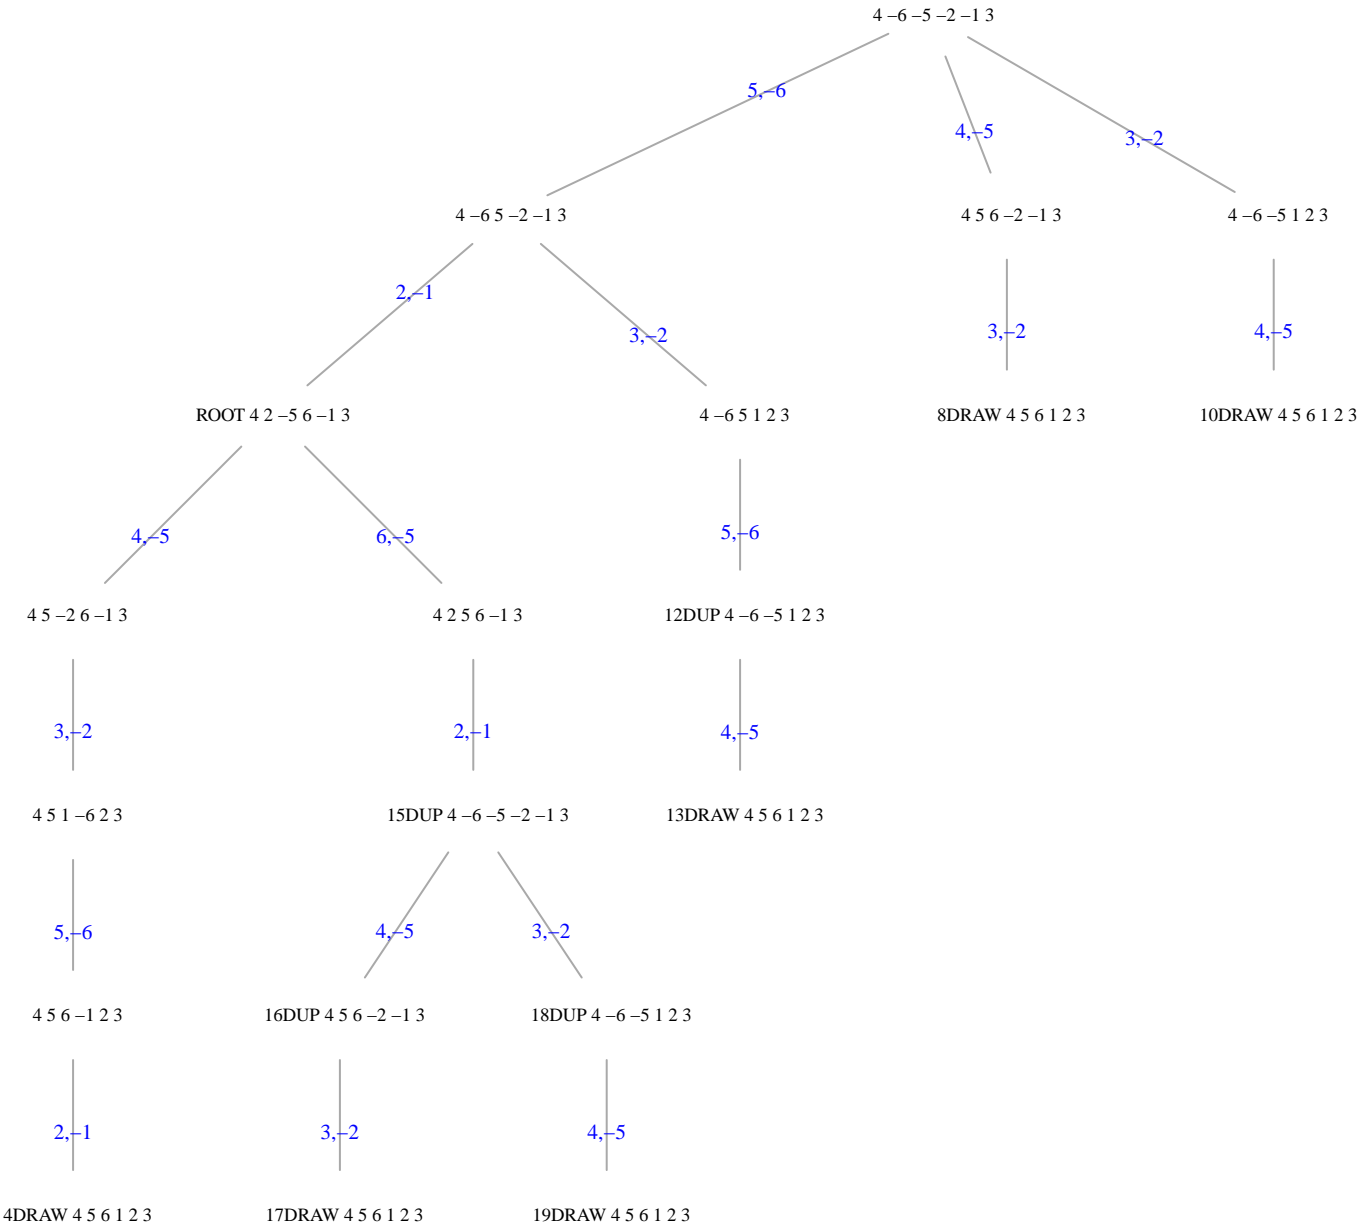 4 –6 –5 –2 –1 3
5,–6
4,–5
3,–2
4 –6 5 –2 –1 3
4 5 6 –2 –1 3
4 –6 –5 1 2 3
2,–1
3,–2
3,–2
4,–5
ROOT 4 2 –5 6 –1 3
4 –6 5 1 2 3
8DRAW 4 5 6 1 2 3
10DRAW 4 5 6 1 2 3
4,–5
6,–5
5,–6
4 5 –2 6 –1 3
4 2 5 6 –1 3
12DUP 4 –6 –5 1 2 3
3,–2
2,–1
4,–5
4 5 1 –6 2 3
15DUP 4 –6 –5 –2 –1 3
13DRAW 4 5 6 1 2 3
5,–6
4,–5
3,–2
4 5 6 –1 2 3
16DUP 4 5 6 –2 –1 3
18DUP 4 –6 –5 1 2 3
2,–1
3,–2
4,–5
4DRAW 4 5 6 1 2 3
17DRAW 4 5 6 1 2 3
19DRAW 4 5 6 1 2 3